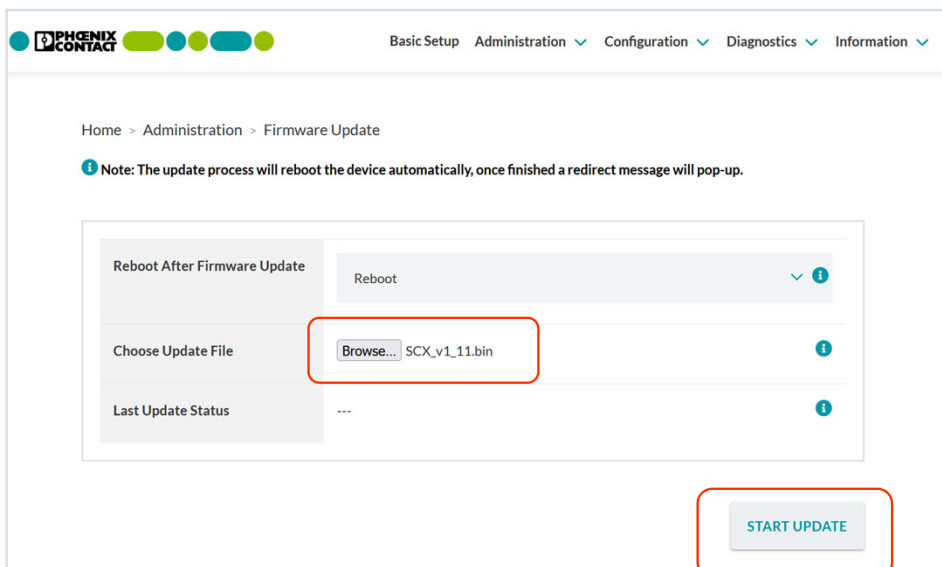 PHŒNIX
CONTACT
Basic Setup Administration Configuration Diagnostics Information
Home > Administration > Firmware Update
Note: The update process will reboot the device automatically, once finished a redirect message will pop-up.
Reboot After Firmware Update
Reboot
Choose Update File
Browse... SCX_v1_11.bin
Last Update Status
---
START UPDATE